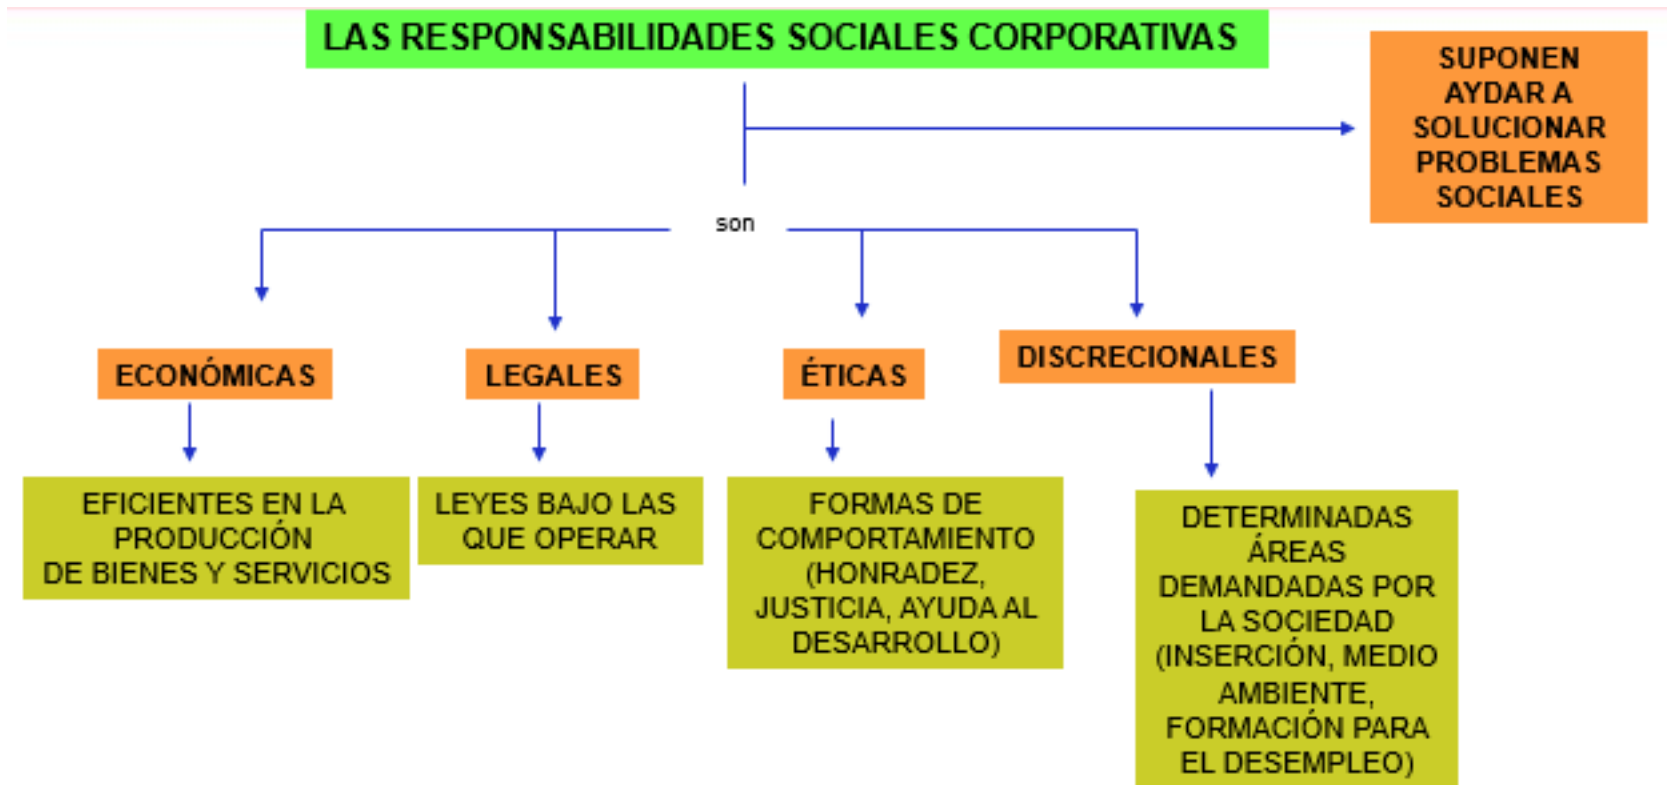 LAS RESPONSABILIDADES SOCIALES CORPORATIVAS
SUPONEN
AYDAR A
SOLUCIONAR
PROBLEMAS
SOCIALES
son
ECONÓMICAS
LEGALES
ÉTICAS
DISCRECIONALES
EFICIENTES EN LA
PRODUCCIÓN
DE BIENES Y SERVICIOS
LEYES BAJO LAS
QUE OPERAR
FORMAS DE
COMPORTAMIENTO
(HONRADEZ,
JUSTICIA, AYUDA AL
DESARROLLO)
DETERMINADAS
ÁREAS
DEMANDADAS POR
LA SOCIEDAD
(INSERCIÓN, MEDIO
AMBIENTE,
FORMACIÓN PARA
EL DESEMPLEO)